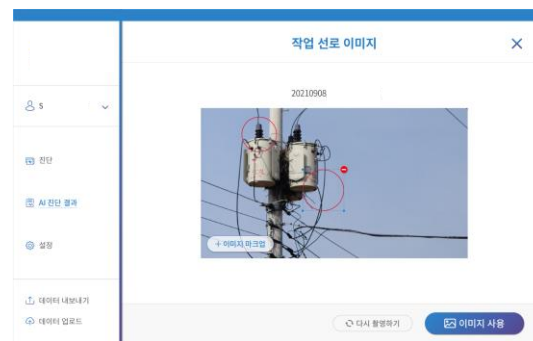 작업 선로 이미지
5
진단
AI 진단 결과
설정
데이터 내보내기
데이터 업로드
20210908
+ 이미지 마크업
다시 촬영하기
이미지 사용